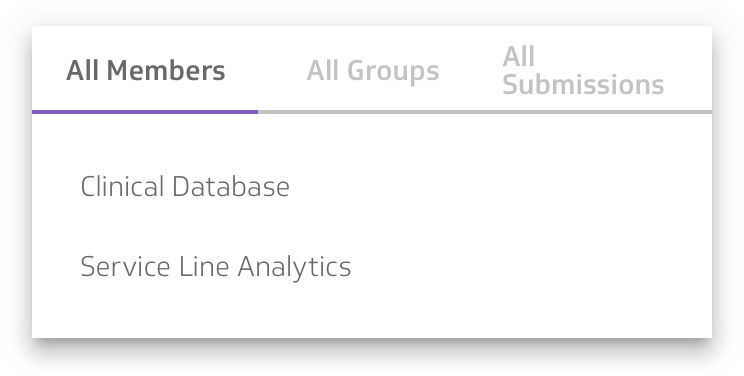 All Members
All Groups
All
Submissions
Clinical Database
Service Line Analytics